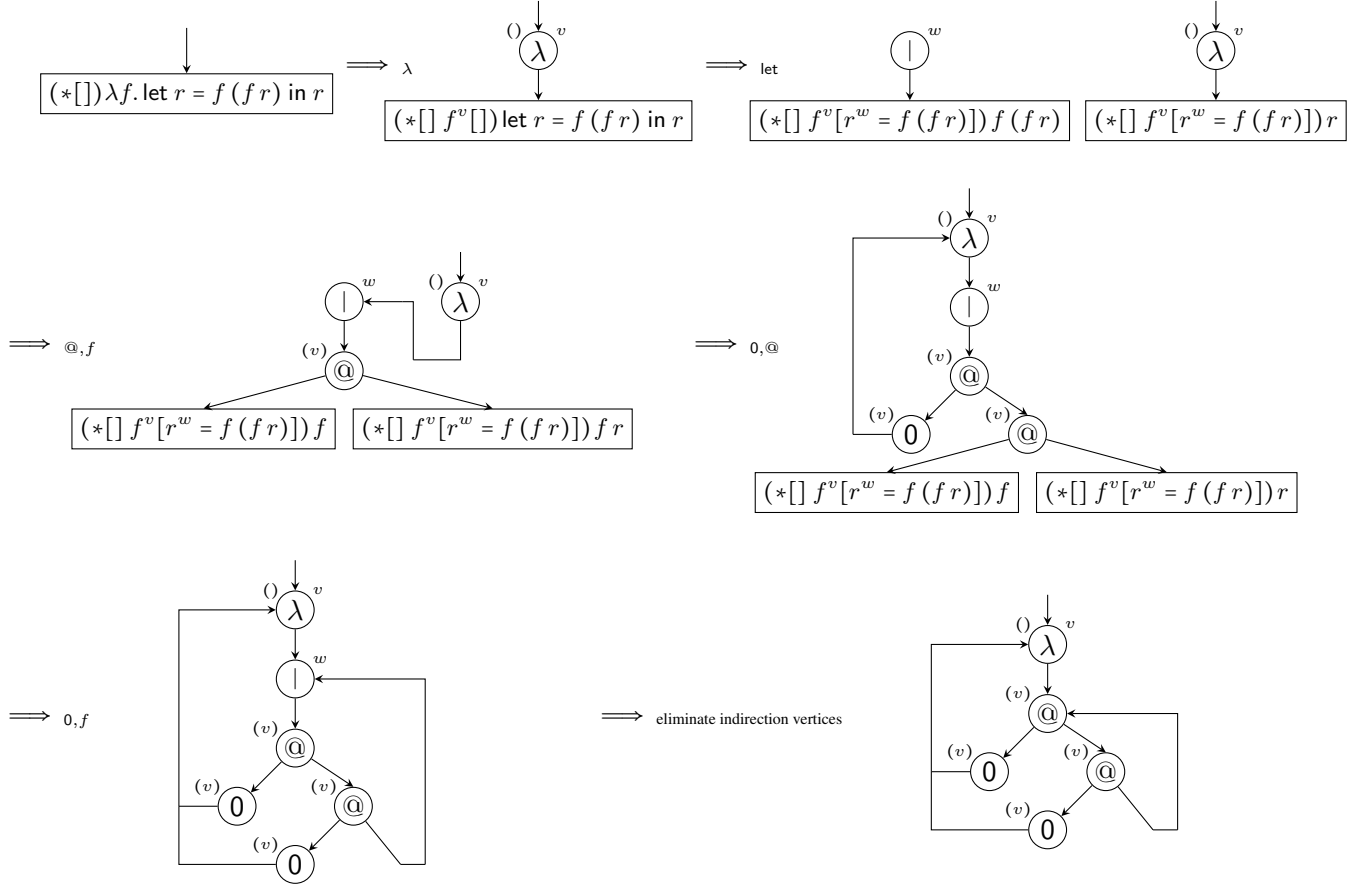 (∗[]) λf. let r = f (f r) in r
⟹ λ
() λ v
(∗[] f^v[]) let r = f (f r) in r
⟹ let
| w
(∗[] f^v[r^w = f (f r)]) f (f r)
() λ v
(∗[] f^v[r^w = f (f r)]) r
⟹ @,f
| w
() λ v
(v) @
(∗[] f^v[r^w = f (f r)]) f
(∗[] f^v[r^w = f (f r)]) f r
⟹ 0,@
() λ v
| w
(v) @
(v) 0
(v) @
(∗[] f^v[r^w = f (f r)]) f
(∗[] f^v[r^w = f (f r)]) r
⟹ 0,f
() λ v
| w
(v) @
(v) 0
(v) @
(v) 0
⟹ eliminate indirection vertices
() λ v
(v) @
(v) 0
(v) @
(v) 0